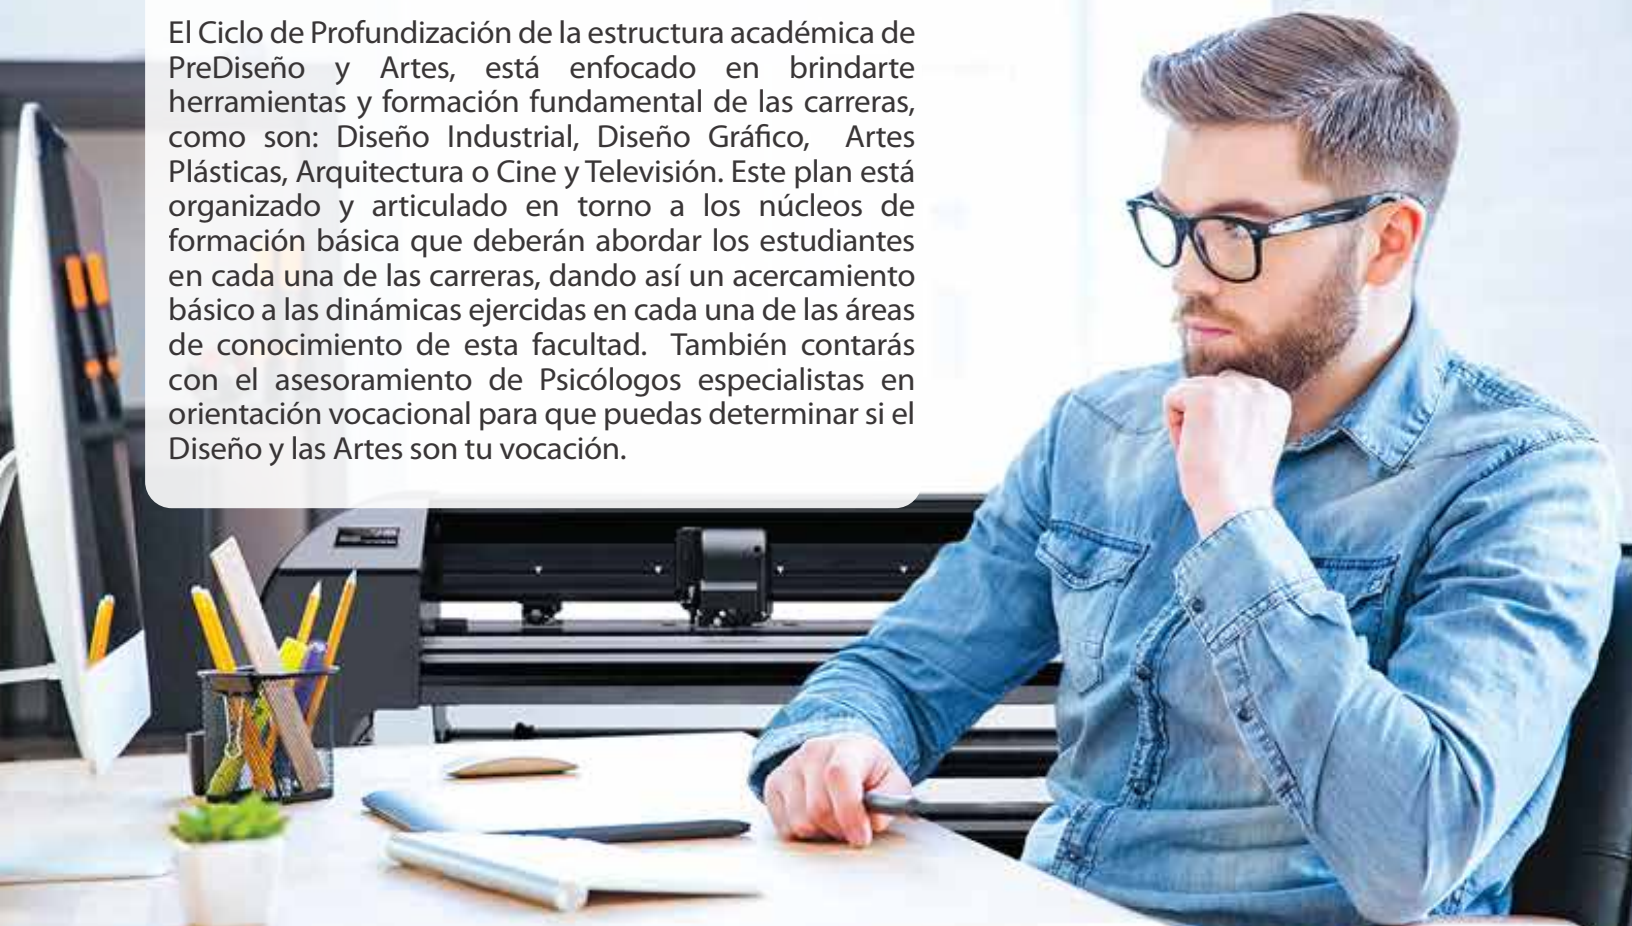 El Ciclo de Profundización de la estructura académica de
PreDiseño y Artes, está enfocado en brindarte
herramientas y formación fundamental de las carreras,
como son: Diseño Industrial, Diseño Gráfico, Artes
Plásticas, Arquitectura o Cine y Televisión. Este plan está
organizado y articulado en torno a los núcleos de
formación básica que deberán abordar los estudiantes
en cada una de las carreras, dando así un acercamiento
básico a las dinámicas ejercidas en cada una de las áreas
de conocimiento de esta facultad. También contarás
con el asesoramiento de Psicólogos especialistas en
orientación vocacional para que puedas determinar si el
Diseño y las Artes son tu vocación.